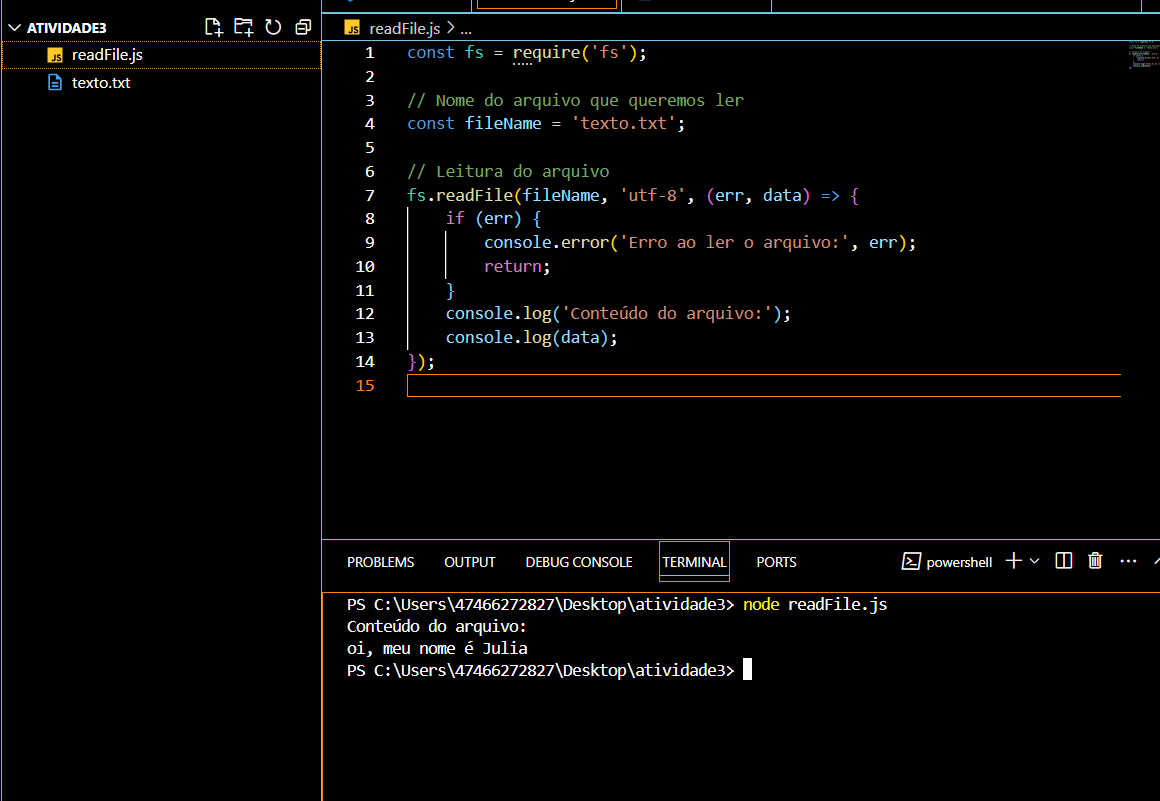 ATIVIDADE3
readFile.js
texto.txt
readFile.js > ...
1 const fs = require('fs');
2
3 // Nome do arquivo que queremos ler
4 const fileName = 'texto.txt';
5
6 // Leitura do arquivo
7 fs.readFile(fileName, 'utf-8', (err, data) => {
8     if (err) {
9         console.error('Erro ao ler o arquivo:', err);
10         return;
11     }
12     console.log('Conteúdo do arquivo:');
13     console.log(data);
14 });
15
PROBLEMS OUTPUT DEBUG CONSOLE TERMINAL PORTS powershell
PS C:\Users\47466272827\Desktop\atividade3> node readFile.js
Conteúdo do arquivo:
oi, meu nome é Julia
PS C:\Users\47466272827\Desktop\atividade3>